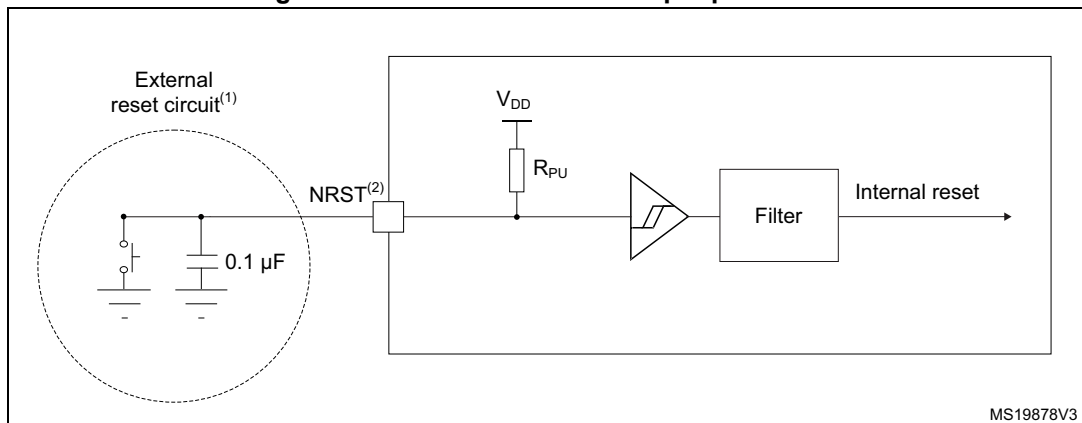 External
reset circuit(1)
VDD
RPU
NRST(2)
Filter
Internal reset
0.1 µF
MS19878V3